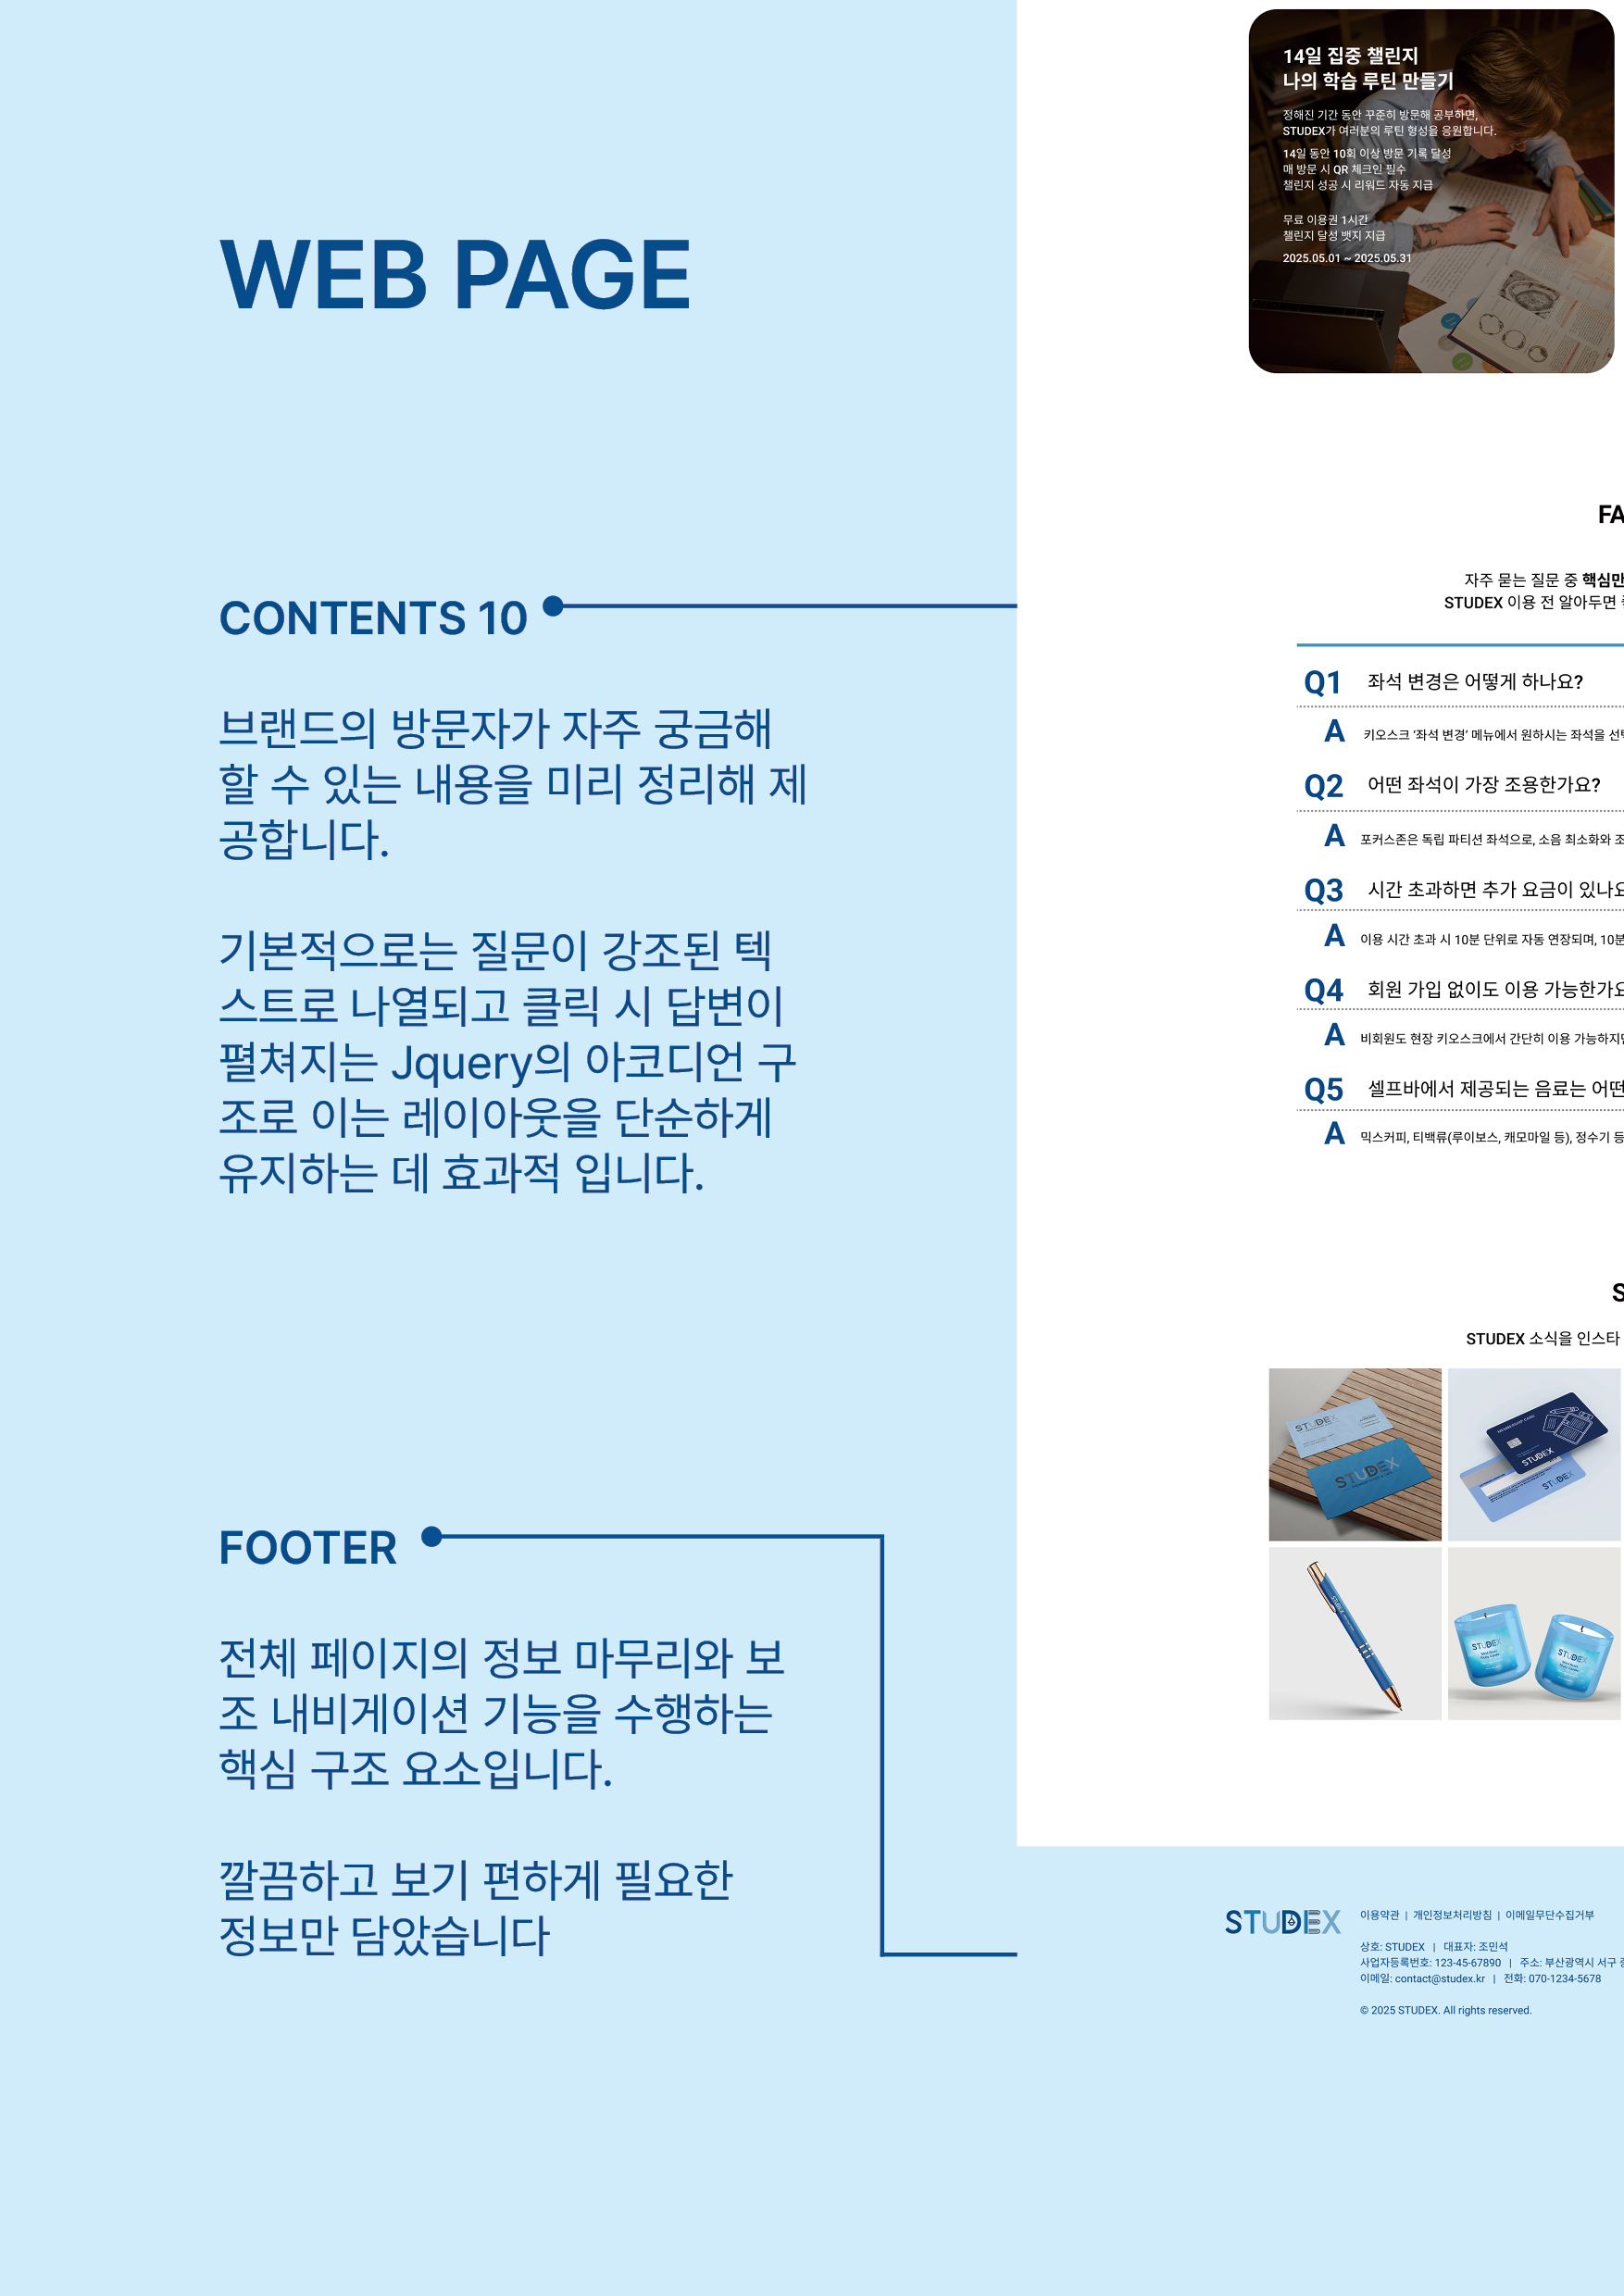 WEB PAGE
CONTENTS 10
브랜드의 방문자가 자주 궁금해
할 수 있는 내용을 미리 정리해 제
공합니다.
기본적으로는 질문이 강조된 텍
스트로 나열되고 클릭 시 답변이
펼쳐지는 Jquery의 아코디언 구
조로 이는 레이아웃을 단순하게
유지하는 데 효과적 입니다.
FOOTER
전체 페이지의 정보 마무리와 보
조 내비게이션 기능을 수행하는
핵심 구조 요소입니다.
깔끔하고 보기 편하게 필요한
정보만 담았습니다
14일 집중 챌린지
나의 학습 루틴 만들기
정해진 기간 동안 꾸준히 방문해 공부하면,
STUDEX가 여러분의 루틴 형성을 응원합니다.
14일 동안 10회 이상 방문 기록 달성
매 방문 시 QR 체크인 필수
챌린지 성공 시 리워드 자동 지급
무료 이용권 1시간
챌린지 달성 뱃지 지급
2025.05.01 ~ 2025.05.31
FA
자주 묻는 질문 중 핵심만
STUDEX 이용 전 알아두면
Q1 좌석 변경은 어떻게 하나요?
A 키오스크 ‘좌석 변경’ 메뉴에서 원하시는 좌석을 선택
Q2 어떤 좌석이 가장 조용한가요?
A 포커스존은 독립 파티션 좌석으로, 소음 최소화와 조
Q3 시간 초과하면 추가 요금이 있나요
A 이용 시간 초과 시 10분 단위로 자동 연장되며, 10분
Q4 회원 가입 없이도 이용 가능한가요
A 비회원도 현장 키오스크에서 간단히 이용 가능하지만
Q5 셀프바에서 제공되는 음료는 어떤
A 믹스커피, 티백류(루이보스, 캐모마일 등), 정수기 등
S
STUDEX 소식을 인스타
STUDEX
STUDEX
MEMBERSHIP CARD
STUDEX
STUDEX
STUDEX
STUDEX
STUDEX
STUDEX
이용약관 | 개인정보처리방침 | 이메일무단수집거부
상호: STUDEX | 대표자: 조민석
사업자등록번호: 123-45-67890 | 주소: 부산광역시 서구
이메일: contact@studex.kr | 전화: 070-1234-5678
© 2025 STUDEX. All rights reserved.